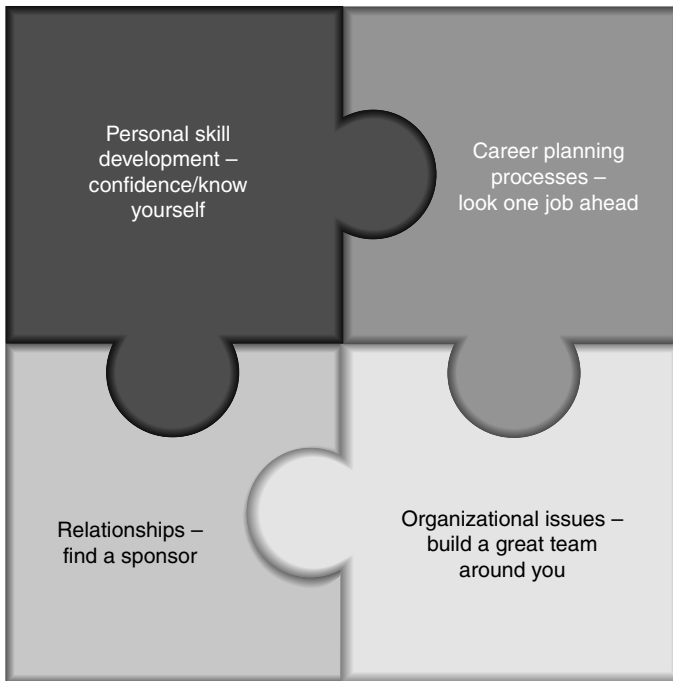 Personal skill
development –
confidence/know
yourself
Career planning
processes –
look one job ahead
Relationships –
find a sponsor
Organizational issues –
build a great team
around you